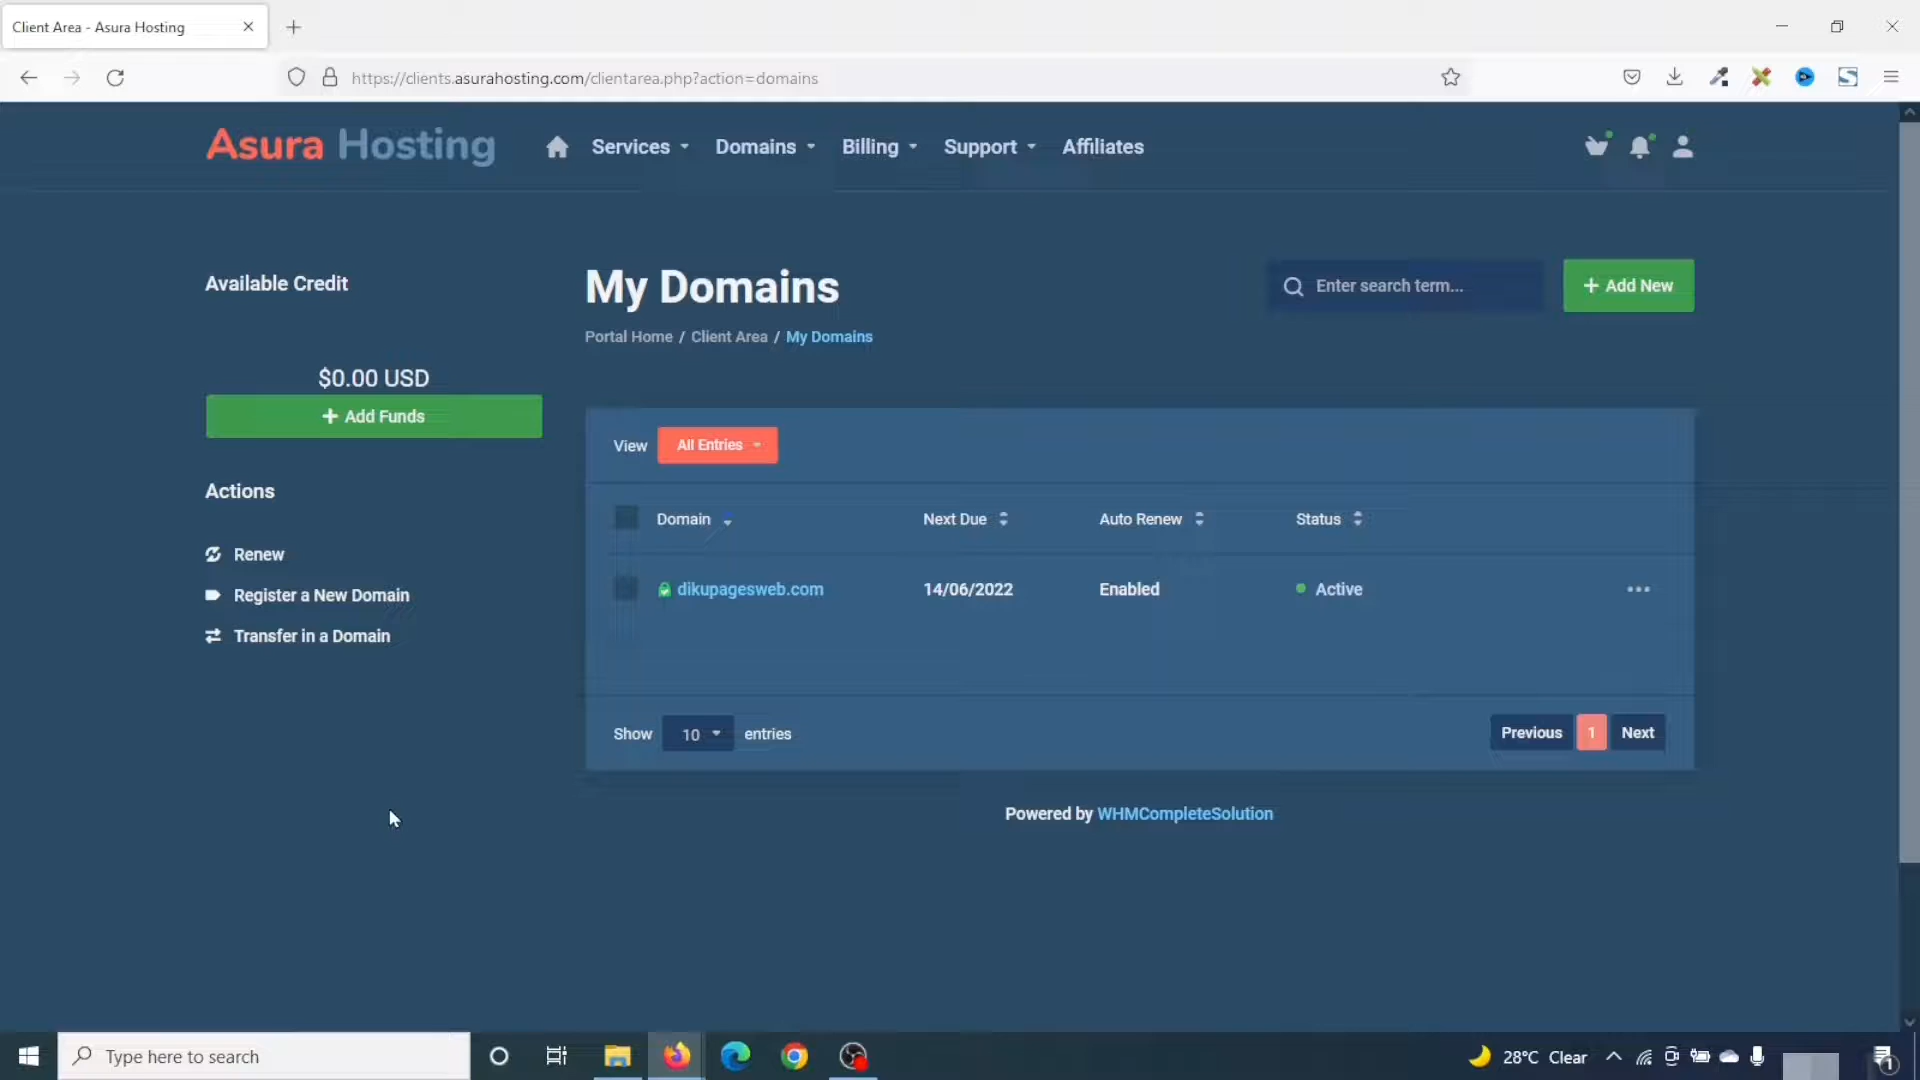 Client Area - Asura Hosting
https://clients.asurahosting.com/clientarea.php?action=domains
Asura Hosting
Services
Domains
Billing
Support
Affiliates
Available Credit
$0.00 USD
Add Funds
Actions
Renew
Register a New Domain
Transfer in a Domain
My Domains
Portal Home / Client Area / My Domains
Enter search term...
Add New
View All Entries
Domain Next Due Auto Renew Status
dikupagesweb.com 14/06/2022 Enabled Active
Show 10 entries
Previous 1 Next
Powered by WHMCompleteSolution
Type here to search
28°C Clear
1